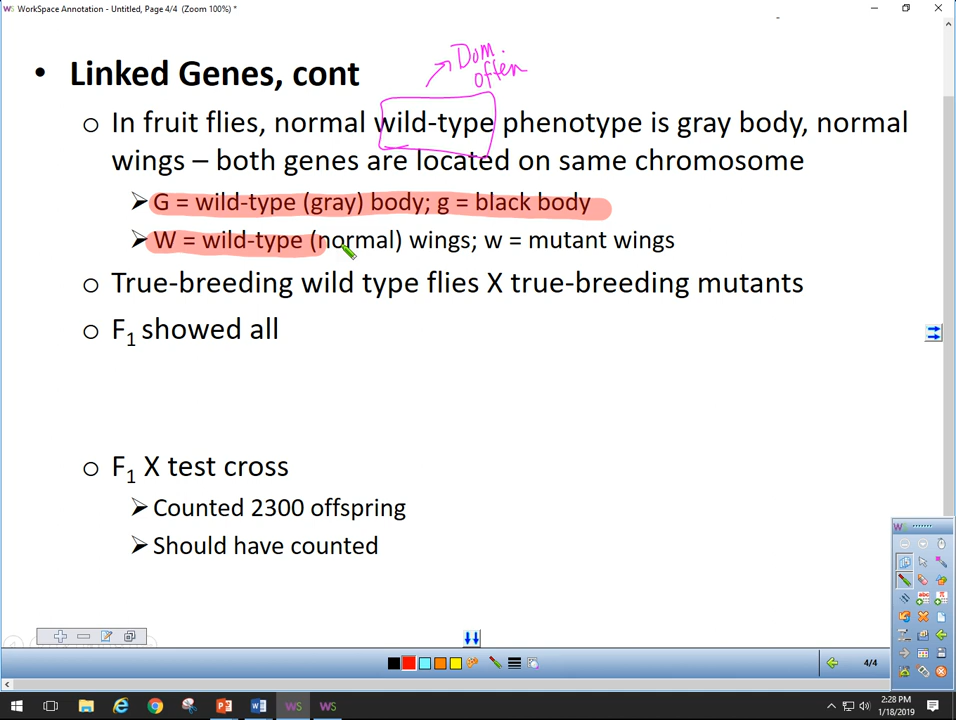 WorkSpace Annotation - Untitled, Page 4/4 (Zoom 100%) *
Dom.
often
• Linked Genes, cont
o In fruit flies, normal wild-type phenotype is gray body, normal
wings – both genes are located on same chromosome
➢ G = wild-type (gray) body; g = black body
➢ W = wild-type (normal) wings; w = mutant wings
o True-breeding wild type flies X true-breeding mutants
o F₁ showed all
o F₁ X test cross
➢ Counted 2300 offspring
➢ Should have counted
WS
4/4
2:28 PM
1/18/2019